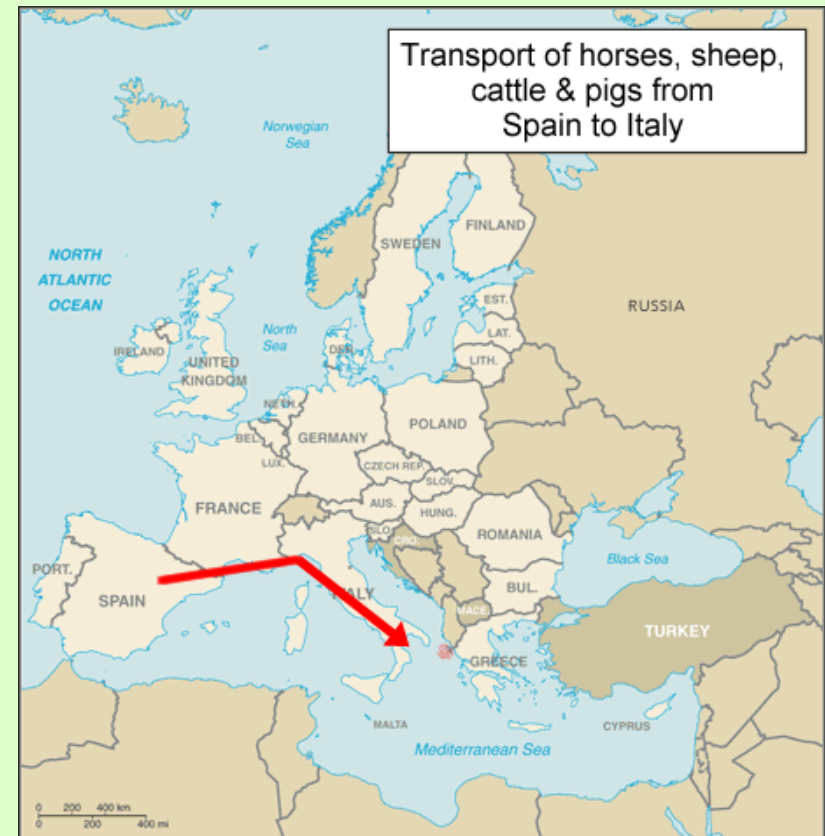 Transport of horses, sheep,
cattle & pigs from
Spain to Italy
Norwegian
Sea
FINLAND
SWEDEN
NORTH
ATLANTIC
OCEAN
EST.
RUSSIA
LAT.
North
Sea
DEN.
LITH.
IRELAND
UNITED
KINGDOM
NETH.
POLAND
BEL.
GERMANY
LUX.
CZECH REP.
SLOV.
FRANCE
AUS.
HUNG.
SLO.
ROMANIA
CRO.
Black Sea
PORT.
SPAIN
ITALY
BUL.
MACE.
TURKEY
GREECE
MALTA
CYPRUS
Mediterranean Sea
0 200 400 km
0 200 400 mi